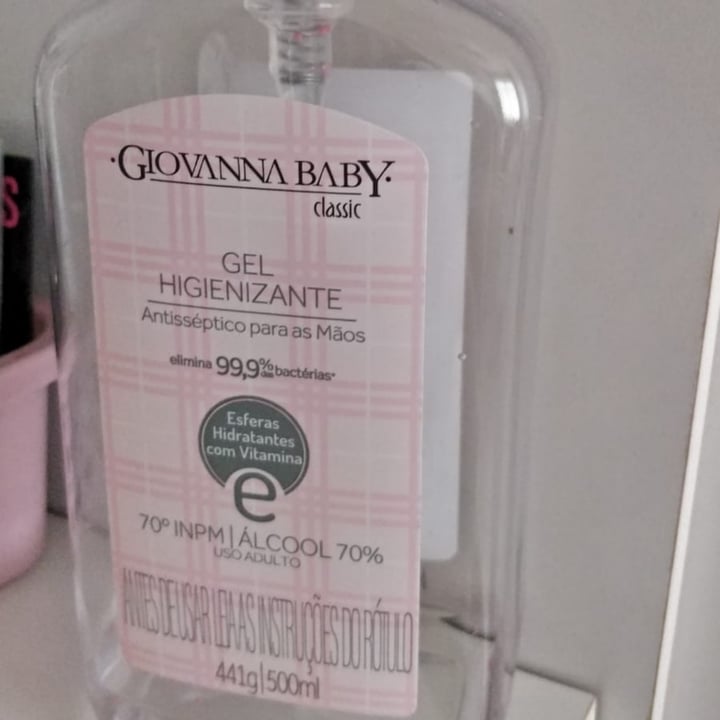 ·GIOVANNA BABY·
classic
GEL
HIGIENIZANTE
Antisséptico para as Mãos
elimina 99,9% das bactérias*
Esferas
Hidratantes
com Vitamina
e
70º INPM | ÁLCOOL 70%
USO ADULTO
ANTES DE USAR LEIA AS INSTRUÇÕES DO RÓTULO
441g|500ml
S